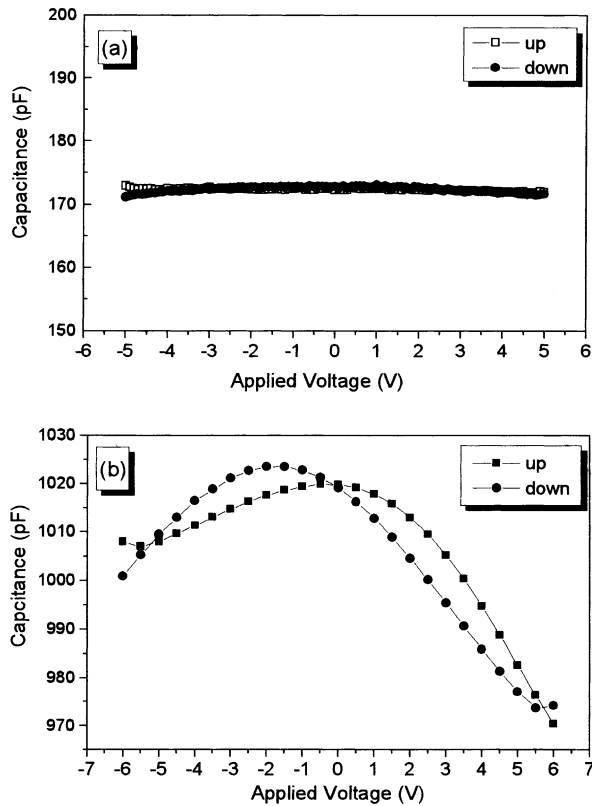 (a)
up
down
Capacitance (pF)
200
190
180
170
160
150
-6 -5 -4 -3 -2 -1 0 1 2 3 4 5 6
Applied Voltage (V)
(b)
up
down
Capcitance (pF)
1030
1020
1010
1000
990
980
970
-7 -6 -5 -4 -3 -2 -1 0 1 2 3 4 5 6 7
Applied Voltage (V)